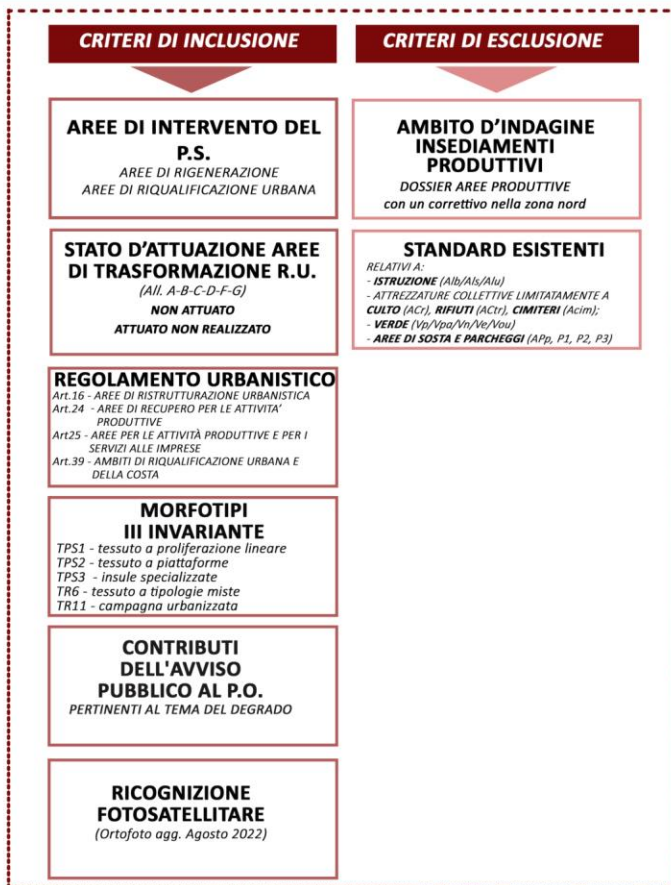 CRITERI DI INCLUSIONE
AREE DI INTERVENTO DEL
P.S.
AREE DI RIGENERAZIONE
AREE DI RIQUALIFICAZIONE URBANA
STATO D'ATTUAZIONE AREE
DI TRASFORMAZIONE R.U.
(All. A-B-C-D-F-G)
NON ATTUATO
ATTUATO NON REALIZZATO
REGOLAMENTO URBANISTICO
Art.16 - AREE DI RISTRUTTURAZIONE URBANISTICA
Art.24 - AREE DI RECUPERO PER LE ATTIVITA'
PRODUTTIVE
Art25 - AREE PER LE ATTIVITÀ PRODUTTIVE E PER I
SERVIZI ALLE IMPRESE
Art.39 - AMBITI DI RIQUALIFICAZIONE URBANA E
DELLA COSTA
MORFOTIPI
III INVARIANTE
TPS1 - tessuto a proliferazione lineare
TPS2 - tessuto a piattaforme
TPS3 - insule specializzate
TR6 - tessuto a tipologie miste
TR11 - campagna urbanizzata
CONTRIBUTI
DELL'AVVISO
PUBBLICO AL P.O.
PERTINENTI AL TEMA DEL DEGRADO
RICOGNIZIONE
FOTOSATELLITARE
(Ortofoto agg. Agosto 2022)
CRITERI DI ESCLUSIONE
AMBITO D'INDAGINE
INSEDIAMENTI
PRODUTTIVI
DOSSIER AREE PRODUTTIVE
con un correttivo nella zona nord
STANDARD ESISTENTI
RELATIVI A:
- ISTRUZIONE (AIb/AIs/AIu)
- ATTREZZATURE COLLETTIVE LIMITATAMENTE A
CULTO (ACr), RIFIUTI (ACtr), CIMITERI (Acim);
- VERDE (Vp/Vpa/Vn/Ve/Vou)
- AREE DI SOSTA E PARCHEGGI (APp, P1, P2, P3)